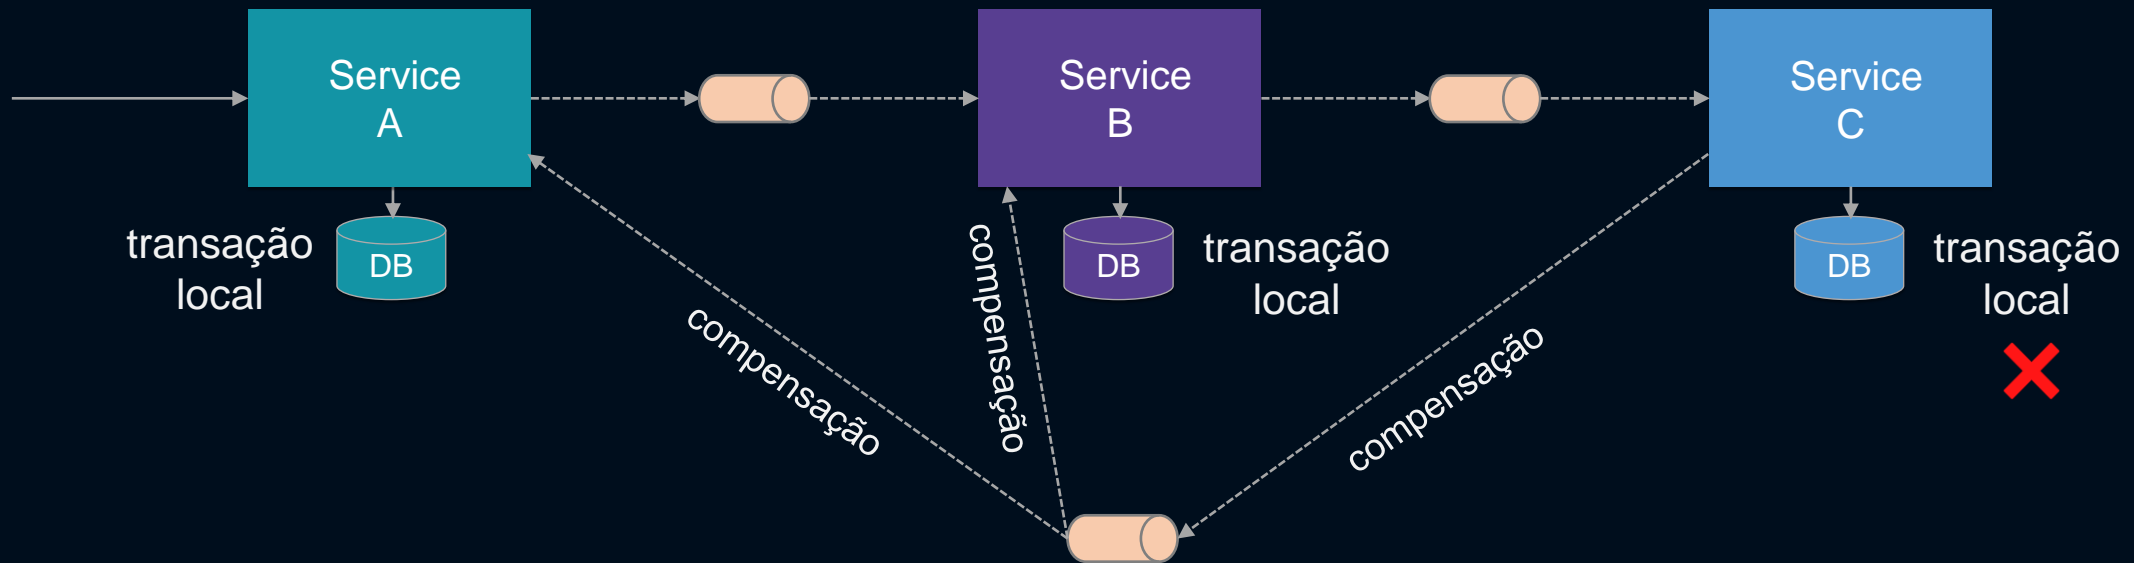 Service
A
Service
B
Service
C
transação
local
DB
DB
transação
local
DB
transação
local
compensação
compensação
compensação